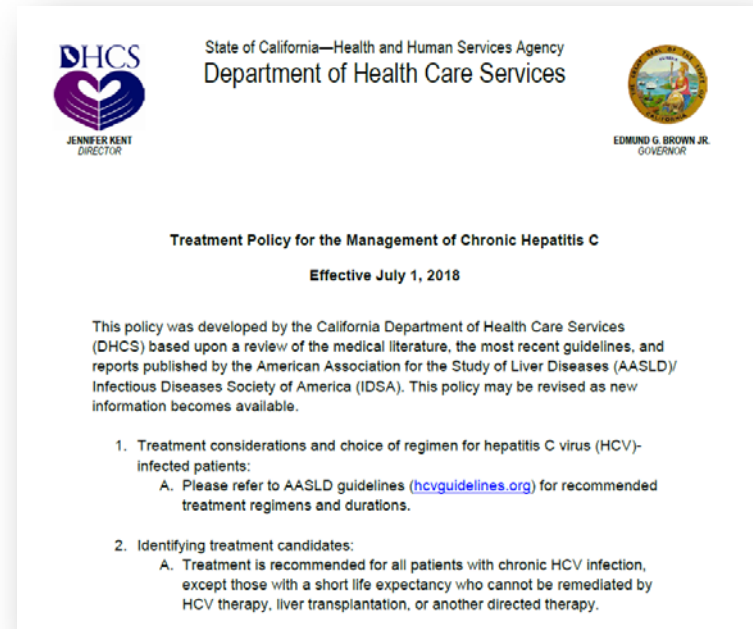 DHCS
JENNIFER KENT
DIRECTOR
State of California—Health and Human Services Agency
Department of Health Care Services
EDMUND G. BROWN JR.
GOVERNOR
Treatment Policy for the Management of Chronic Hepatitis C
Effective July 1, 2018
This policy was developed by the California Department of Health Care Services
(DHCS) based upon a review of the medical literature, the most recent guidelines, and
reports published by the American Association for the Study of Liver Diseases (AASLD)/
Infectious Diseases Society of America (IDSA). This policy may be revised as new
information becomes available.
1. Treatment considerations and choice of regimen for hepatitis C virus (HCV)-
infected patients:
A. Please refer to AASLD guidelines (hcvguidelines.org) for recommended
treatment regimens and durations.
2. Identifying treatment candidates:
A. Treatment is recommended for all patients with chronic HCV infection,
except those with a short life expectancy who cannot be remediated by
HCV therapy, liver transplantation, or another directed therapy.